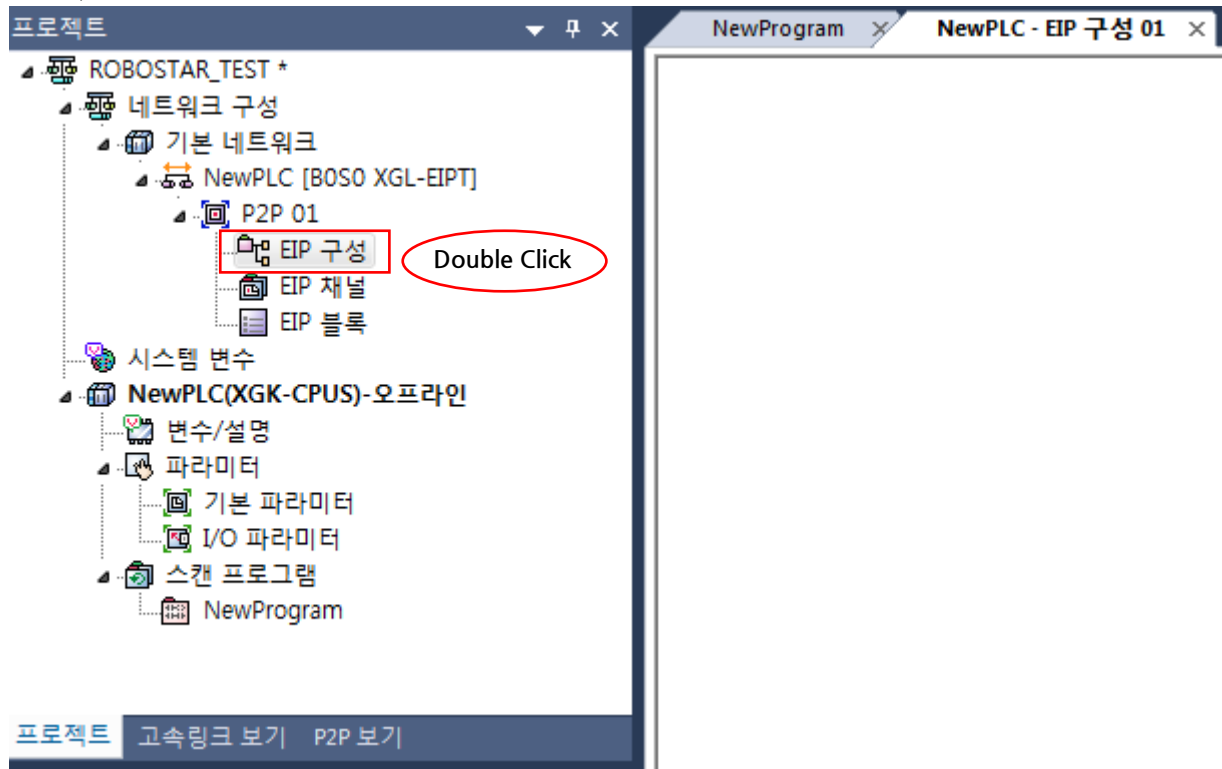 프로젝트
NewProgram
NewPLC - EIP 구성 01
ROBOSTAR_TEST *
네트워크 구성
기본 네트워크
NewPLC [B0S0 XGL-EIPT]
P2P 01
EIP 구성
Double Click
EIP 채널
EIP 블록
시스템 변수
NewPLC(XGK-CPUS)-오프라인
변수/설명
파라미터
기본 파라미터
I/O 파라미터
스캔 프로그램
NewProgram
프로젝트 고속링크 보기 P2P 보기